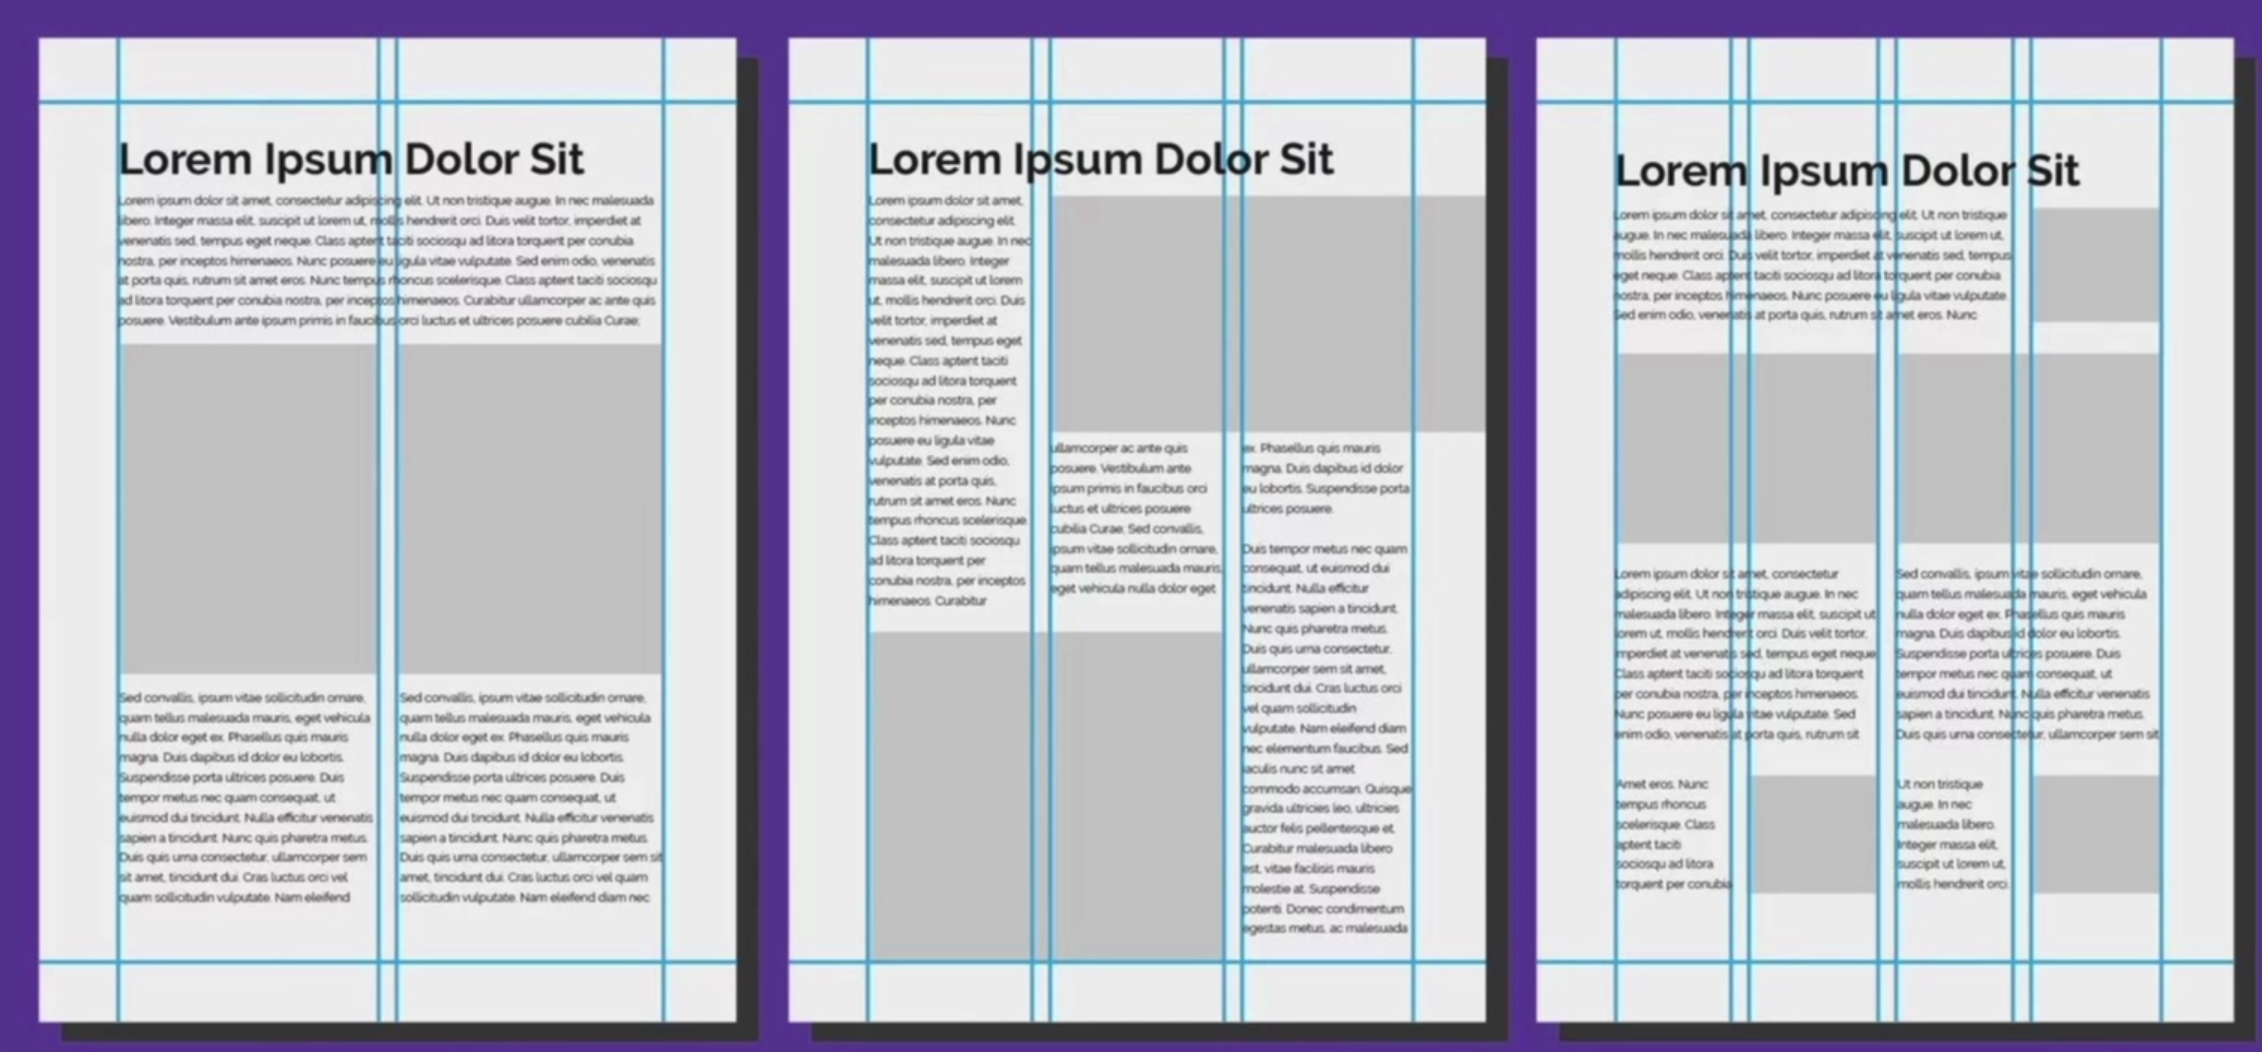 Lorem Ipsum Dolor Sit
Lorem ipsum dolor sit amet, consectetur adipiscing elit. Ut non tristique augue. In nec malesuada
libero. Integer massa elit, suscipit ut lorem ut, mollis hendrerit orci. Duis velit tortor, imperdiet at
venenatis sed, tempus eget neque. Class aptent taciti sociosqu ad litora torquent per conubia
nostra, per inceptos himenaeos. Nunc posuere eu ligula vitae vulputate. Sed enim odio, venenatis
at porta quis, rutrum sit amet eros. Nunc tempus rhoncus scelerisque. Class aptent taciti sociosqu
ad litora torquent per conubia nostra, per inceptos himenaeos. Curabitur ullamcorper ac ante quis
posuere. Vestibulum ante ipsum primis in faucibus orci luctus et ultrices posuere cubilia Curae;
Sed convallis, ipsum vitae sollicitudin ornare,
quam tellus malesuada mauris, eget vehicula
nulla dolor eget ex. Phasellus quis mauris
magna. Duis dapibus id dolor eu lobortis.
Suspendisse porta ultrices posuere. Duis
tempor metus nec quam consequat, ut
euismod dui tincidunt. Nulla efficitur venenatis
sapien a tincidunt. Nunc quis pharetra metus.
Duis quis urna consectetur, ullamcorper sem
sit amet, tincidunt dui. Cras luctus orci vel
quam sollicitudin vulputate. Nam eleifend
Sed convallis, ipsum vitae sollicitudin ornare,
quam tellus malesuada mauris, eget vehicula
nulla dolor eget ex. Phasellus quis mauris
magna. Duis dapibus id dolor eu lobortis.
Suspendisse porta ultrices posuere. Duis
tempor metus nec quam consequat, ut
euismod dui tincidunt. Nulla efficitur venenatis
sapien a tincidunt. Nunc quis pharetra metus.
Duis quis urna consectetur, ullamcorper sem sit
amet, tincidunt dui. Cras luctus orci vel quam
sollicitudin vulputate. Nam eleifend diam nec
Lorem Ipsum Dolor Sit
Lorem ipsum dolor sit amet,
consectetur adipiscing elit.
Ut non tristique augue. In nec
malesuada libero. Integer
massa elit, suscipit ut lorem
ut, mollis hendrerit orci. Duis
velit tortor, imperdiet at
venenatis sed, tempus eget
neque. Class aptent taciti
sociosqu ad litora torquent
per conubia nostra, per
inceptos himenaeos. Nunc
posuere eu ligula vitae
vulputate. Sed enim odio,
venenatis at porta quis,
rutrum sit amet eros. Nunc
tempus rhoncus scelerisque.
Class aptent taciti sociosqu
ad litora torquent per
conubia nostra, per inceptos
himenaeos. Curabitur
ullamcorper ac ante quis
posuere. Vestibulum ante
ipsum primis in faucibus orci
luctus et ultrices posuere
cubilia Curae; Sed convallis,
ipsum vitae sollicitudin ornare,
quam tellus malesuada mauris,
eget vehicula nulla dolor eget
ex. Phasellus quis mauris
magna. Duis dapibus id dolor
eu lobortis. Suspendisse porta
ultrices posuere.
Duis tempor metus nec quam
consequat, ut euismod dui
tincidunt. Nulla efficitur
venenatis sapien a tincidunt.
Nunc quis pharetra metus.
Duis quis urna consectetur,
ullamcorper sem sit amet,
tincidunt dui. Cras luctus orci
vel quam sollicitudin
vulputate. Nam eleifend diam
nec elementum faucibus. Sed
iaculis nunc sit amet
commodo accumsan. Quisque
gravida ultricies leo, ultricies
auctor felis pellentesque et.
Curabitur malesuada libero
est, vitae facilisis mauris
molestie at. Suspendisse
potenti. Donec condimentum
egestas metus, ac malesuada
Lorem Ipsum Dolor Sit
Lorem ipsum dolor sit amet, consectetur adipiscing elit. Ut non tristique
augue. In nec malesuada libero. Integer massa elit, suscipit ut lorem ut,
mollis hendrerit orci. Duis velit tortor, imperdiet at venenatis sed, tempus
eget neque. Class aptent taciti sociosqu ad litora torquent per conubia
nostra, per inceptos himenaeos. Nunc posuere eu ligula vitae vulputate.
Sed enim odio, venenatis at porta quis, rutrum sit amet eros. Nunc
Lorem ipsum dolor sit amet, consectetur
adipiscing elit. Ut non tristique augue. In nec
malesuada libero. Integer massa elit, suscipit ut
lorem ut, mollis hendrerit orci. Duis velit tortor,
imperdiet at venenatis sed, tempus eget neque.
Class aptent taciti sociosqu ad litora torquent
per conubia nostra, per inceptos himenaeos.
Nunc posuere eu ligula vitae vulputate. Sed
enim odio, venenatis at porta quis, rutrum sit
Sed convallis, ipsum vitae sollicitudin ornare,
quam tellus malesuada mauris, eget vehicula
nulla dolor eget ex. Phasellus quis mauris
magna. Duis dapibus id dolor eu lobortis.
Suspendisse porta ultrices posuere. Duis
tempor metus nec quam consequat, ut
euismod dui tincidunt. Nulla efficitur venenatis
sapien a tincidunt. Nunc quis pharetra metus.
Duis quis urna consectetur, ullamcorper sem sit
Amet eros. Nunc
tempus rhoncus
scelerisque. Class
aptent taciti
sociosqu ad litora
torquent per conubia
Ut non tristique
augue. In nec
malesuada libero.
Integer massa elit,
suscipit ut lorem ut,
mollis hendrerit orci.